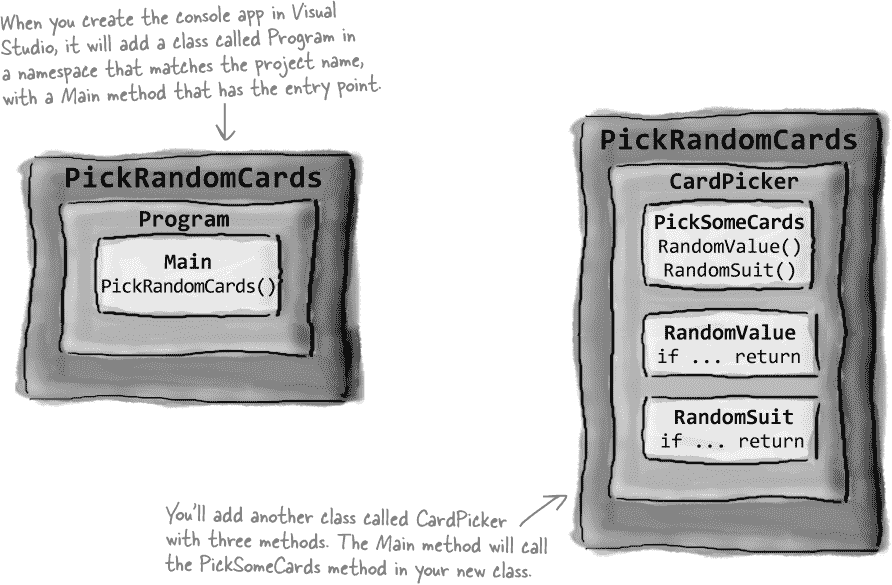 When you create the console app in Visual
Studio, it will add a class called Program in
a namespace that matches the project name,
with a Main method that has the entry point.
PickRandomCards
Program
Main
PickRandomCards()
PickRandomCards
CardPicker
PickSomeCards
RandomValue()
RandomSuit()
RandomValue
if ... return
RandomSuit
if ... return
You'll add another class called CardPicker
with three methods. The Main method will call
the PickSomeCards method in your new class.